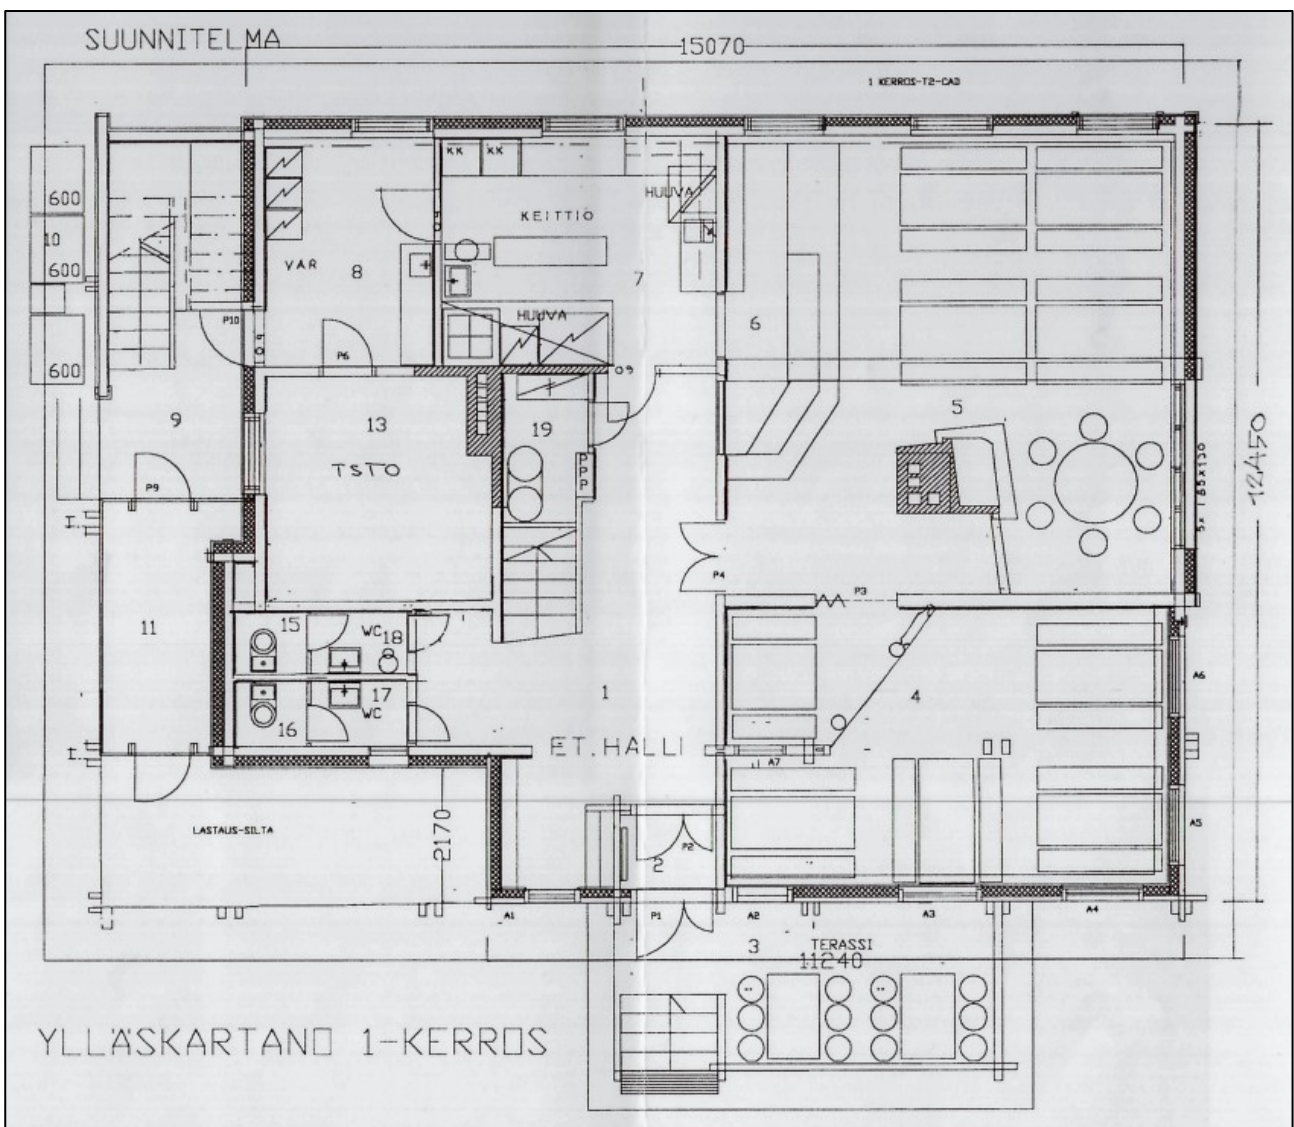 SUUNNITELMA
15070
1 KERROS-T2-CAD
KK KK
600
HUUVA
KEITTIO
10
VAR
8
7
600
P10
HUUVA
6
P6
09
600
5
9
13
19
12450
TSTO
PPP
5x 165X130
P9
P4
P3
11
15
WC
18
1
4
A6
17
16
WC
ET.HALLI
A7
LASTAUS-SILTA
2170
2
P2
A5
A1
P1
A2
A3
A4
3
TERASSI
11240
YLLÄSKARTANO 1-KERROS